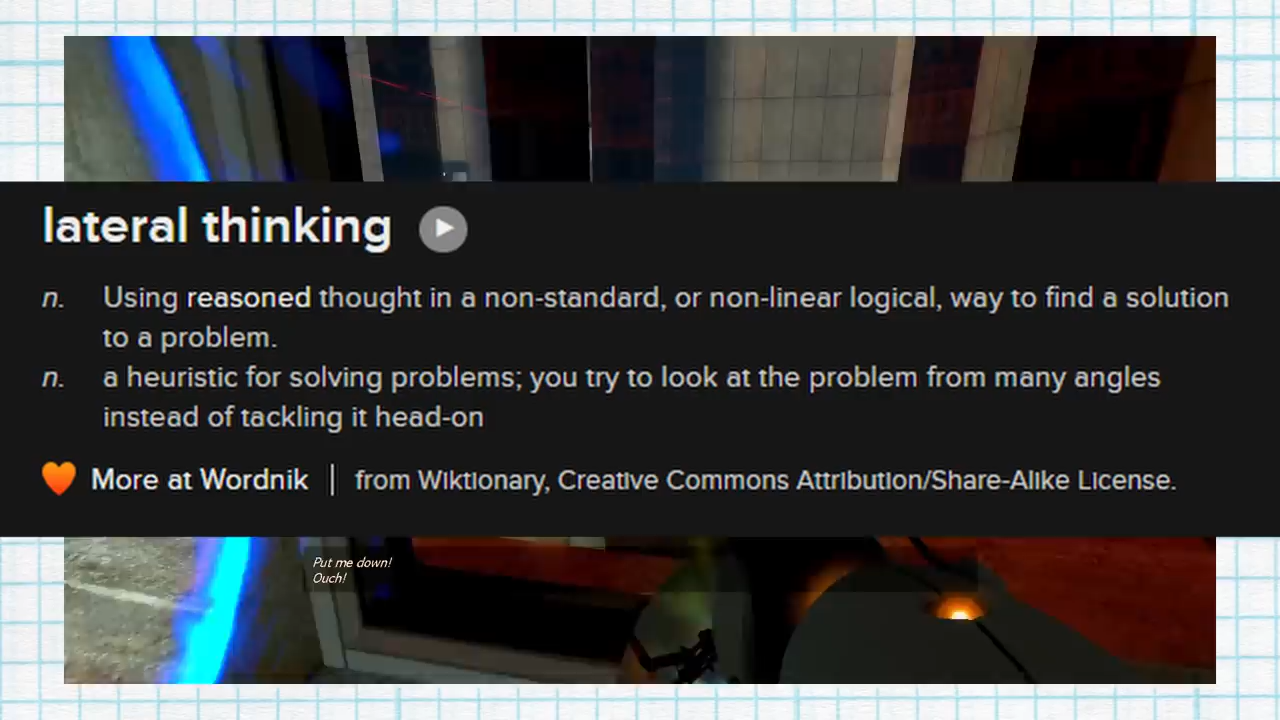 lateral thinking
n. Using reasoned thought in a non-standard, or non-linear logical, way to find a solution
to a problem.
n. a heuristic for solving problems; you try to look at the problem from many angles
instead of tackling it head-on
More at Wordnik | from Wiktionary, Creative Commons Attribution/Share-Alike License.
Put me down!
Ouch!